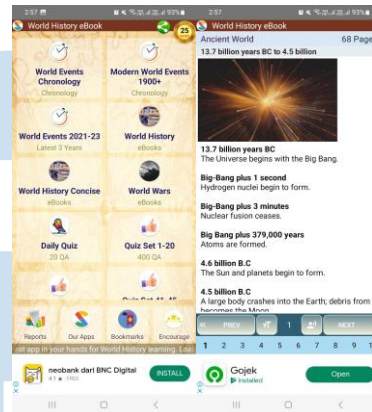 2:57
93%
World History eBook
25
World Events
Chronology
Chronology
Modern World Events
1900+
Chronology
World Events 2021-23
Latest 3 Years
World History
eBooks
World History Concise
eBooks
World Wars
eBooks
Daily Quiz
20 QA
Quiz Set 1-20
400 QA
Reports
Our Apps
Bookmarks
Encourage
st app in your hands for World History learning.
neobank dari BNC Digital
4.1 ★ FREE
INSTALL
2:57
93%
World History eBook
Ancient World 68 Page
13.7 billion years BC to 4.5 billion
13.7 billion years BC
The Universe begins with the Big Bang.
Big-Bang plus 1 second
Hydrogen nuclei begin to form.
Big-Bang plus 3 minutes
Nuclear fusion ceases.
Big Bang plus 379,000 years
Atoms are formed.
4.6 billion B.C
The Sun and planets begin to form.
4.5 billion B.C
A large body crashes into the Earth; debris from
becomes the Moon
« PREV TT 1 NEXT
1 2 3 4 5 6 7 8 9 1
Gojek
Installed
Open